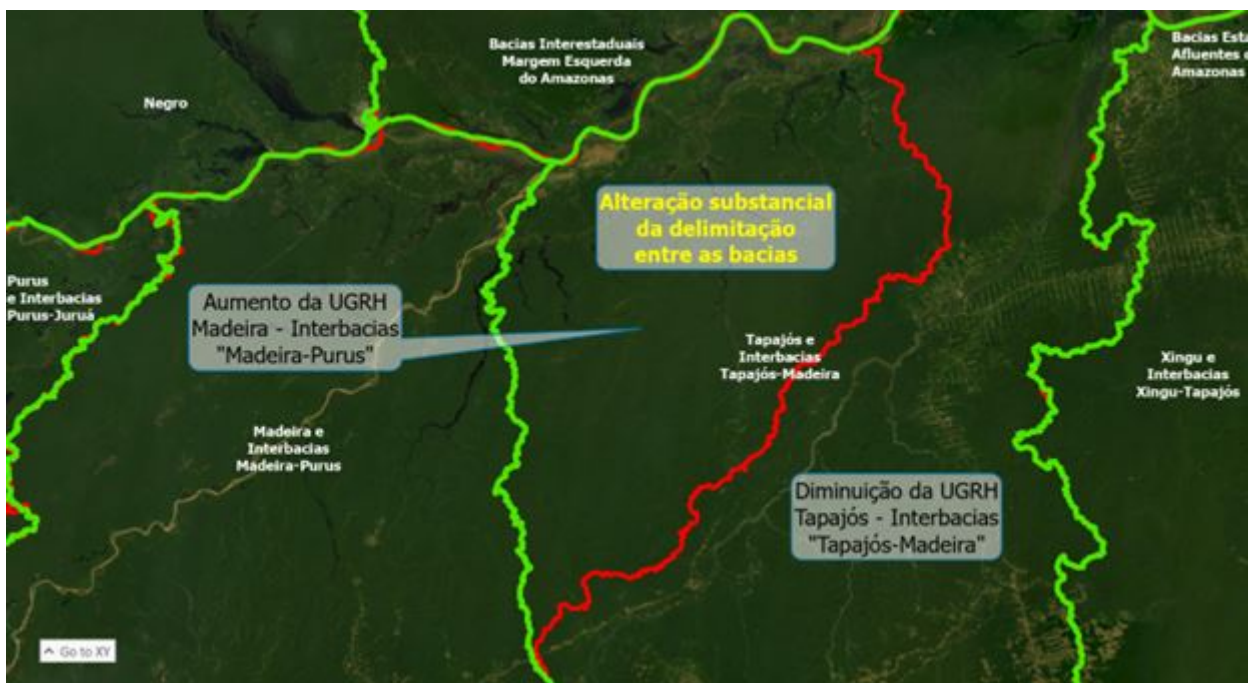 Bacias Interestaduais
Margem Esquerda
do Amazonas
Bacias Esta
Afluentes
Amazonas
Negro
Alteração substancial
da delimitação
entre as bacias
Purus
e Interbacias
Purus-Juruá
Aumento da UGRH
Madeira - Interbacias
"Madeira-Purus"
Tapajós e
Interbacias
Tapajós-Madeira
Xingu e
Interbacias
Xingu-Tapajós
Madeira e
Interbacias
Madeira-Purus
Diminuição da UGRH
Tapajós - Interbacias
"Tapajós-Madeira"
Go to XY